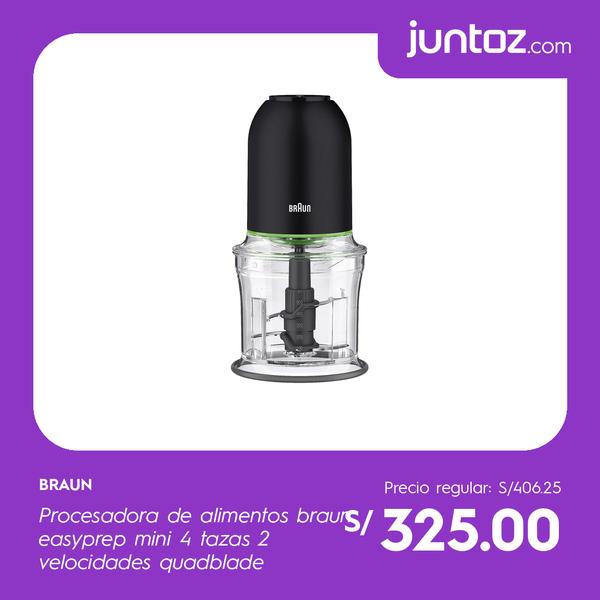 juntoz.com
BRAUN
BRAUN
Procesadora de alimentos braun
easyprep mini 4 tazas 2
velocidades quadblade
Precio regular: S/406.25
S/ 325.00